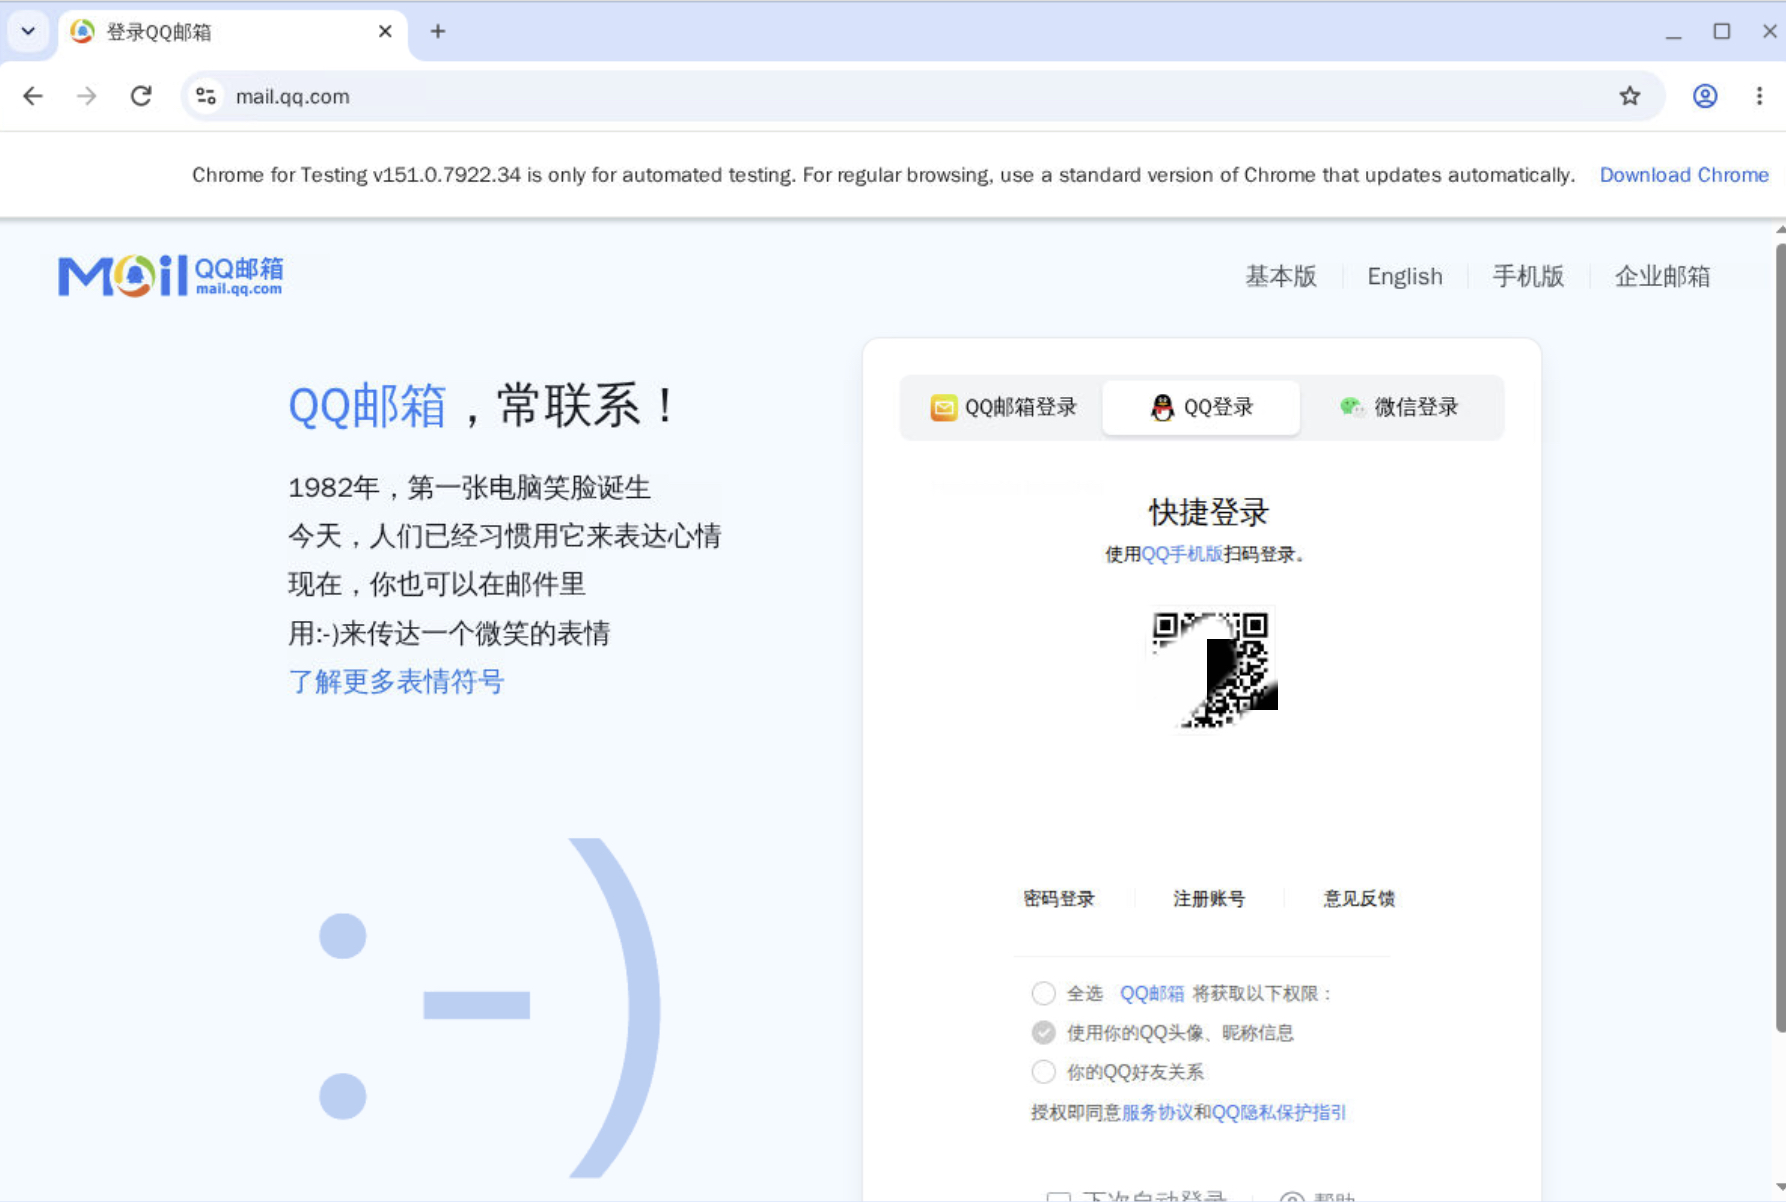 登录QQ邮箱
mail.qq.com
Chrome for Testing v151.0.7922.34 is only for automated testing. For regular browsing, use a standard version of Chrome that updates automatically. Download Chrome
Mail QQ邮箱
mail.qq.com
基本版 English 手机版 企业邮箱
QQ邮箱，常联系！
1982年，第一张电脑笑脸诞生
今天，人们已经习惯用它来表达心情
现在，你也可以在邮件里
用:-)来传达一个微笑的表情
了解更多表情符号
:-)
QQ邮箱登录 QQ登录 微信登录
快捷登录
使用QQ手机版扫码登录。
密码登录 注册账号 意见反馈
全选 QQ邮箱 将获取以下权限：
使用你的QQ头像、昵称信息
你的QQ好友关系
授权即同意服务协议和QQ隐私保护指引
下次自动登录 帮助